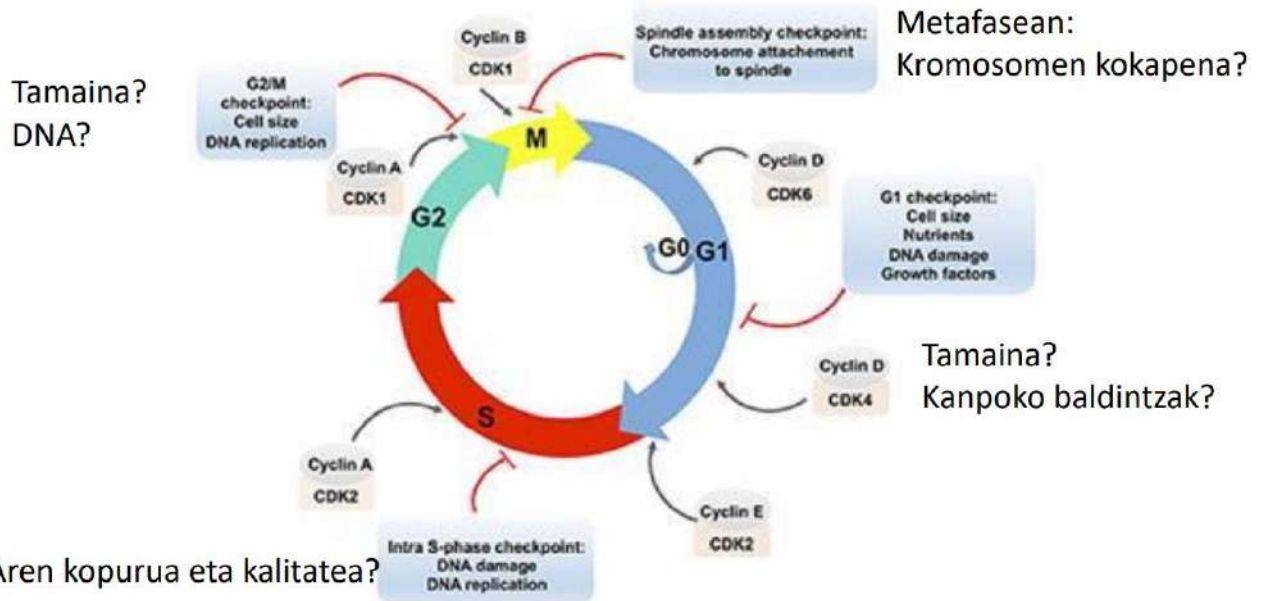 Metafasean:
Kromosomen kokapena?
Tamaina?
DNA?
Cyclin B
CDK1
Spindle assembly checkpoint:
Chromosome attachement
to spindle
G2/M
checkpoint:
Cell size
DNA replication
Cyclin A
CDK1
M
G2
Cyclin D
CDK6
G0 G1
G1 checkpoint:
Cell size
Nutrients
DNA damage
Growth factors
Tamaina?
Kanpoko baldintzak?
Cyclin D
CDK4
S
Cyclin A
CDK2
Cyclin E
CDK2
Intra S-phase checkpoint:
DNA damage
DNA replication
kopurua eta kalitatea?